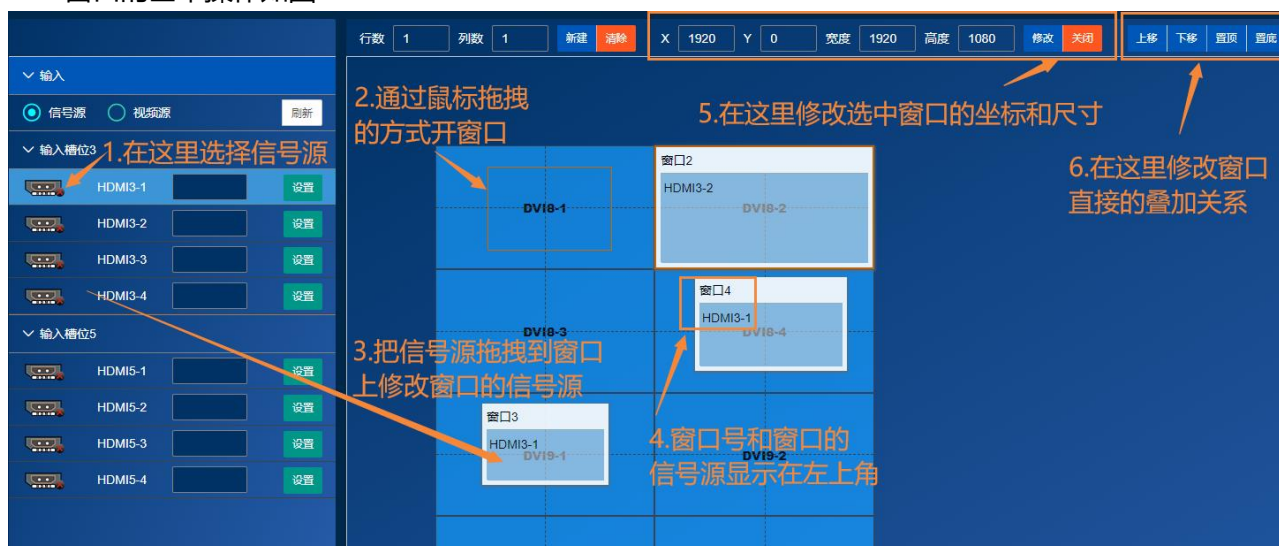 行数 1 列数 1 新建 清除 X 1920 Y 0 宽度 1920 高度 1080 修改 关闭 上移 下移 置顶 置底
输入
信号源 视频源 刷新
输入槽位3
1.在这里选择信号源
HDMI3-1 设置
HDMI3-2 设置
HDMI3-3 设置
HDMI3-4 设置
输入槽位5
HDMI5-1 设置
HDMI5-2 设置
HDMI5-3 设置
HDMI5-4 设置
2.通过鼠标拖拽
的方式开窗口
5.在这里修改选中窗口的坐标和尺寸
6.在这里修改窗口
直接的叠加关系
DVI8-1
窗口2
HDMI3-2
DVI8-2
DVI8-3
窗口4
HDMI3-1
DVI8-4
3.把信号源拖拽到窗口
上修改窗口的信号源
窗口3
HDMI3-1
DVI9-1
4.窗口号和窗口的
信号源显示在左上角
DVI9-2